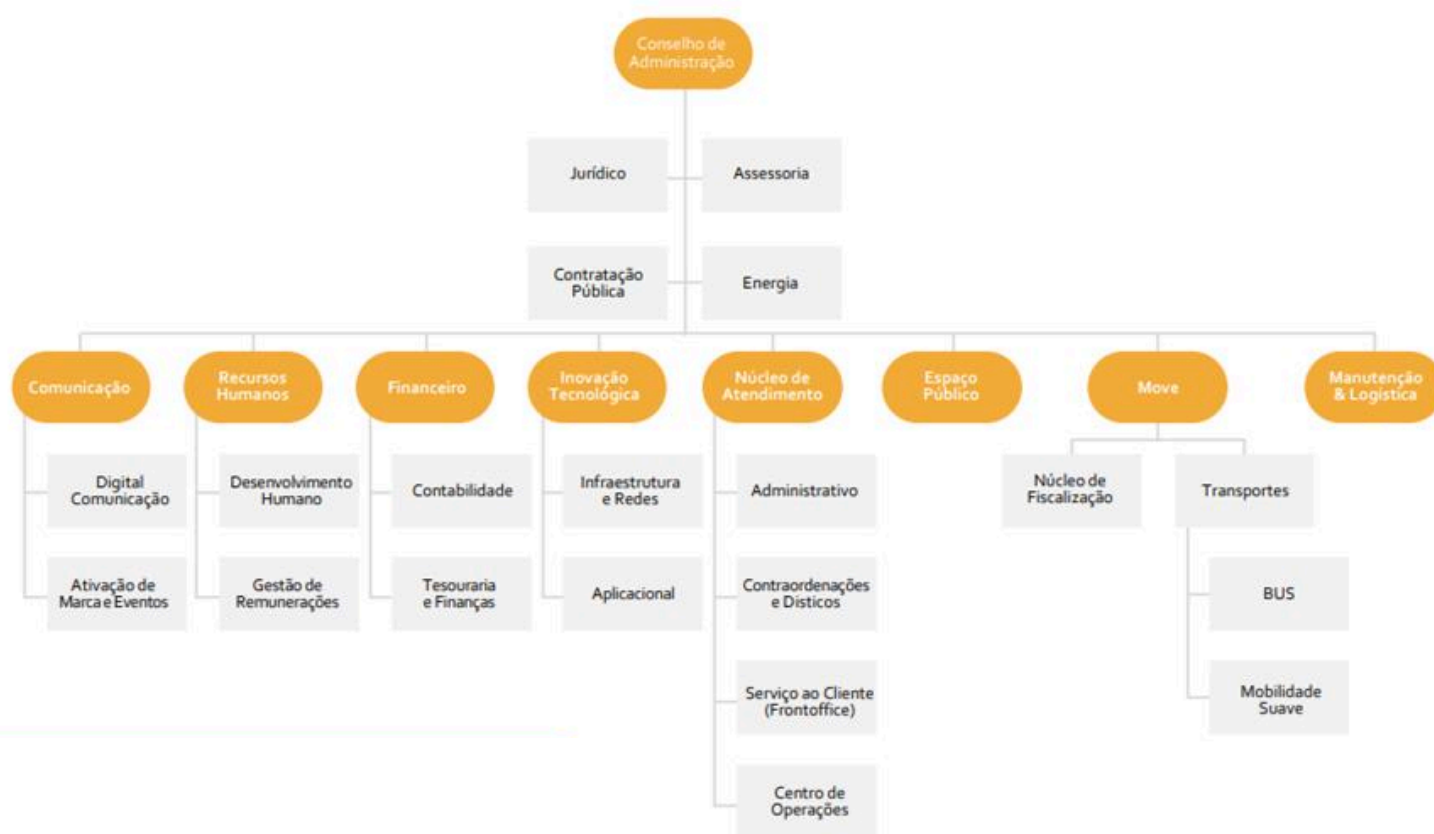 Conselho de
Administração
Jurídico
Assessoria
Contratação
Pública
Energia
Comunicação
Recursos
Humanos
Financeiro
Inovação
Tecnológica
Núcleo de
Atendimento
Espaço
Público
Move
Manutenção
& Logística
Digital
Comunicação
Desenvolvimento
Humano
Contabilidade
Infraestrutura
e Redes
Administrativo
Núcleo de
Fiscalização
Transportes
Ativação de
Marca e Eventos
Gestão de
Remunerações
Tesouraria
e Finanças
Aplicacional
Contraordenações
e Dísticos
BUS
Serviço ao Cliente
(Frontoffice)
Mobilidade
Suave
Centro de
Operações